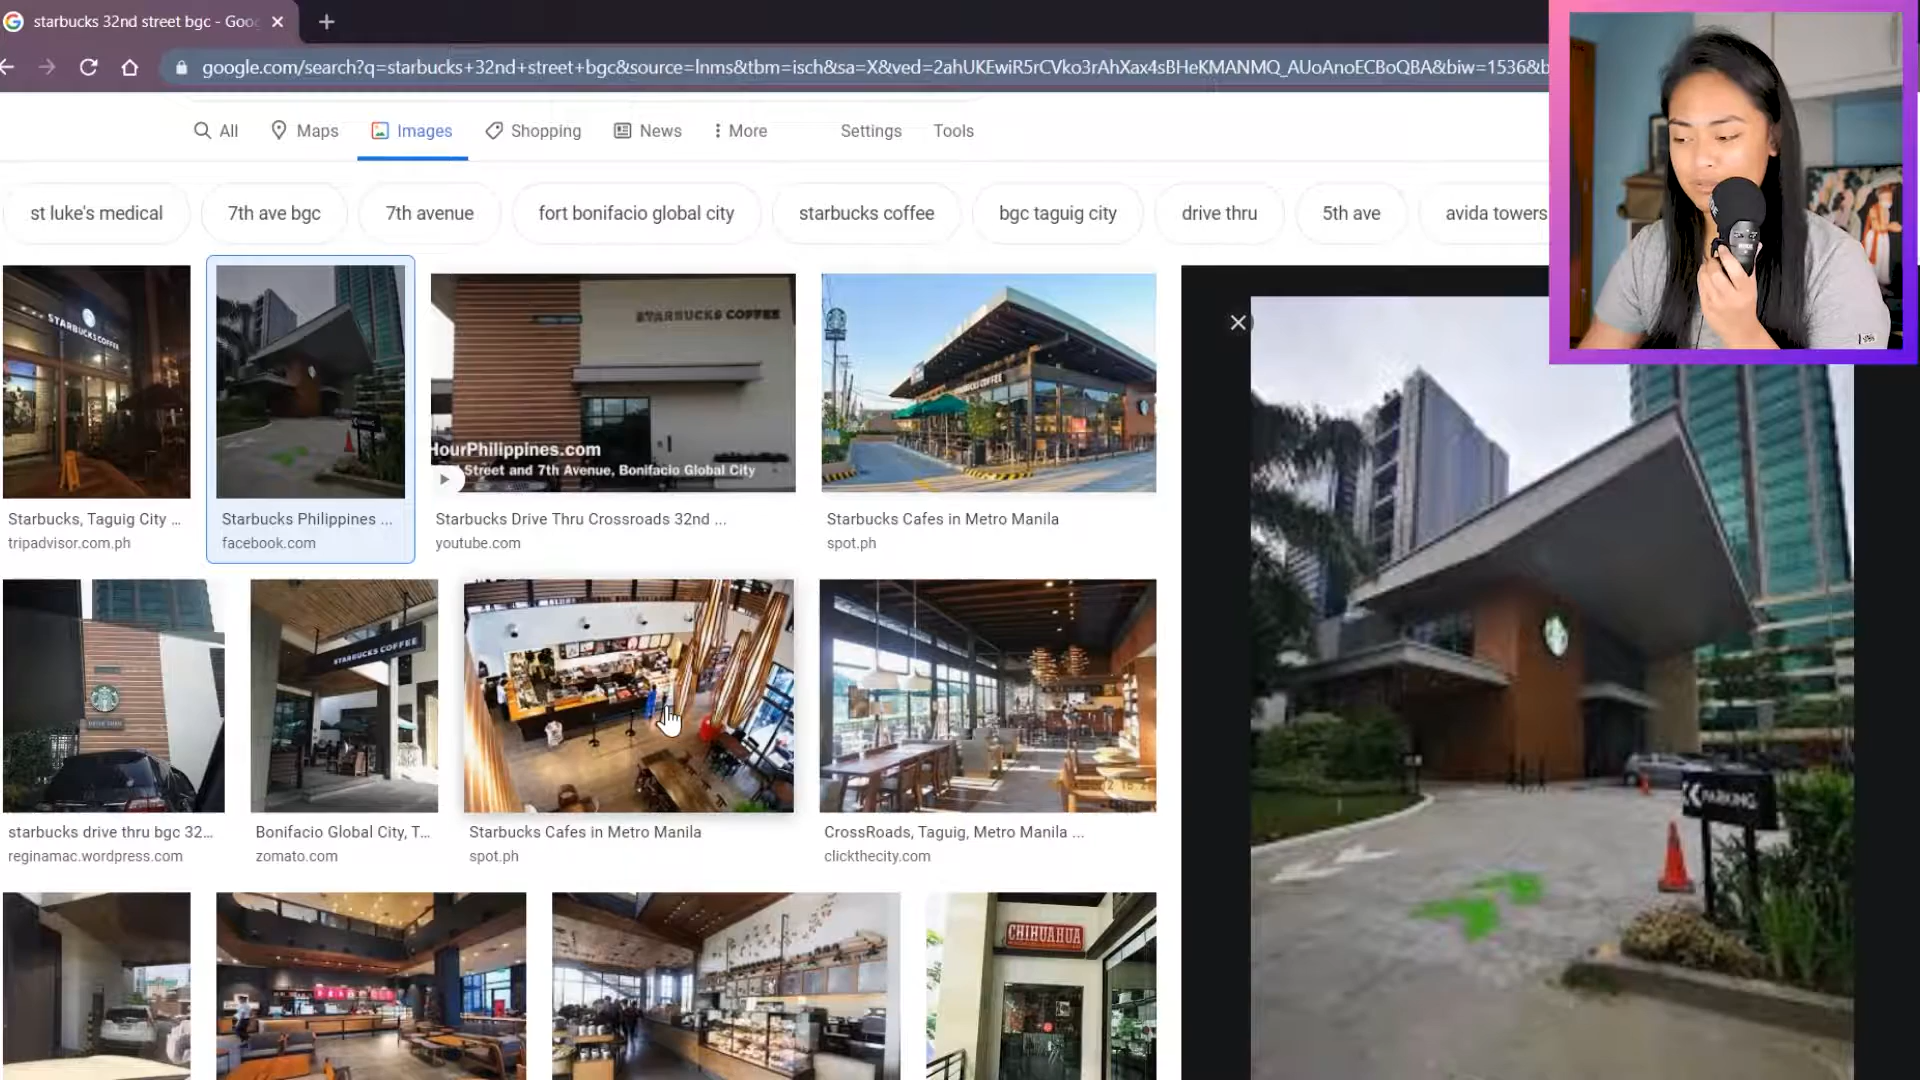 starbucks 32nd street bgc - Goo
google.com/search?q=starbucks+32nd+street+bgc&source=lnms&tbm=isch&sa=X&ved=2ahUKEwiR5rCVko3rAhXax4sBHeKMANMQ_AUoAnoECBoQBA&biw=1536&b
All Maps Images Shopping News More Settings Tools
st luke's medical 7th ave bgc 7th avenue fort bonifacio global city starbucks coffee bgc taguig city drive thru 5th ave avida towers
STARBUCKS COFFEE
STARBUCKS COFFEE
HourPhilippines.com
Street and 7th Avenue, Bonifacio Global City
Starbucks, Taguig City ...
tripadvisor.com.ph
Starbucks Philippines ...
facebook.com
Starbucks Drive Thru Crossroads 32nd ...
youtube.com
Starbucks Cafes in Metro Manila
spot.ph
STARBUCKS COFFEE
PARKING
starbucks drive thru bgc 32...
reginamac.wordpress.com
Bonifacio Global City, T...
zomato.com
Starbucks Cafes in Metro Manila
spot.ph
CrossRoads, Taguig, Metro Manila ...
clickthecity.com
CHIHUAHUA